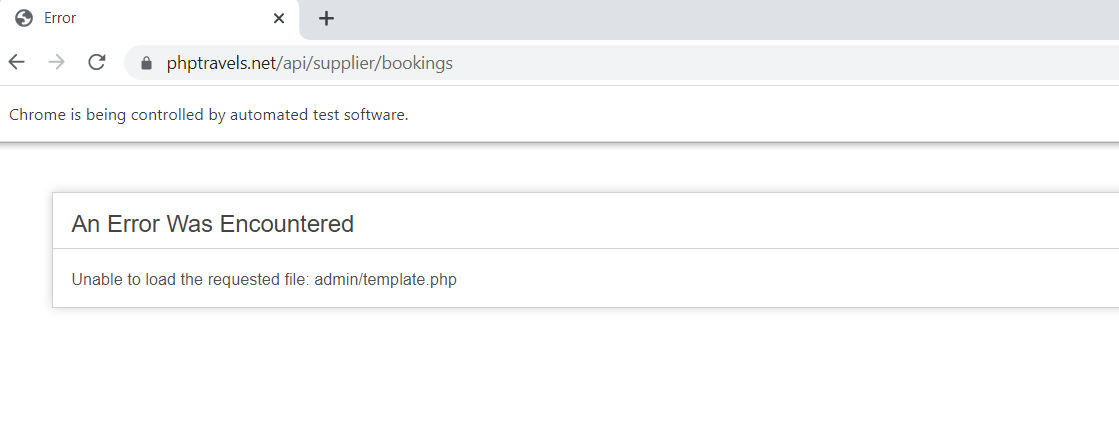 Error
phptravels.net/api/supplier/bookings
Chrome is being controlled by automated test software.
An Error Was Encountered
Unable to load the requested file: admin/template.php